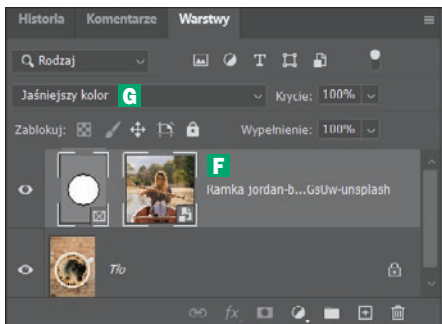 Historia Komentarze Warstwy
Rodzaj
Jaśniejszy kolor G Krycie: 100%
Zablokuj: Wypełnienie: 100%
F
Ramka jordan-b...GsUw-unsplash
Tło
fx